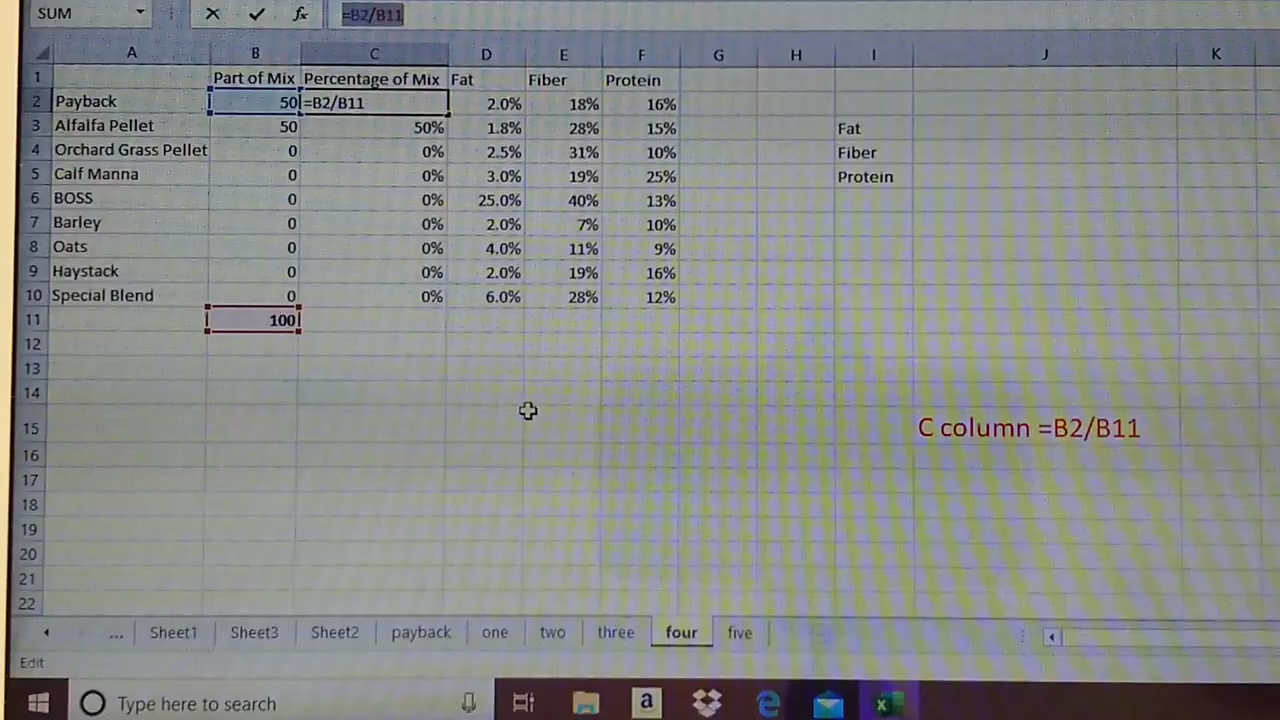 SUM fx =B2/B11
A B C D E F G H I J K
1 Part of Mix Percentage of Mix Fat Fiber Protein
2 Payback 50 =B2/B11 2.0% 18% 16%
3 Alfalfa Pellet 50 50% 1.8% 28% 15% Fat
4 Orchard Grass Pellet 0 0% 2.5% 31% 10% Fiber
5 Calf Manna 0 0% 3.0% 19% 25% Protein
6 BOSS 0 0% 25.0% 40% 13%
7 Barley 0 0% 2.0% 7% 10%
8 Oats 0 0% 4.0% 11% 9%
9 Haystack 0 0% 2.0% 19% 16%
10 Special Blend 0 0% 6.0% 28% 12%
11 100
12
13
14
15 C column =B2/B11
16
17
18
19
20
21
22
... Sheet1 Sheet3 Sheet2 payback one two three four five
Edit
Type here to search a e X